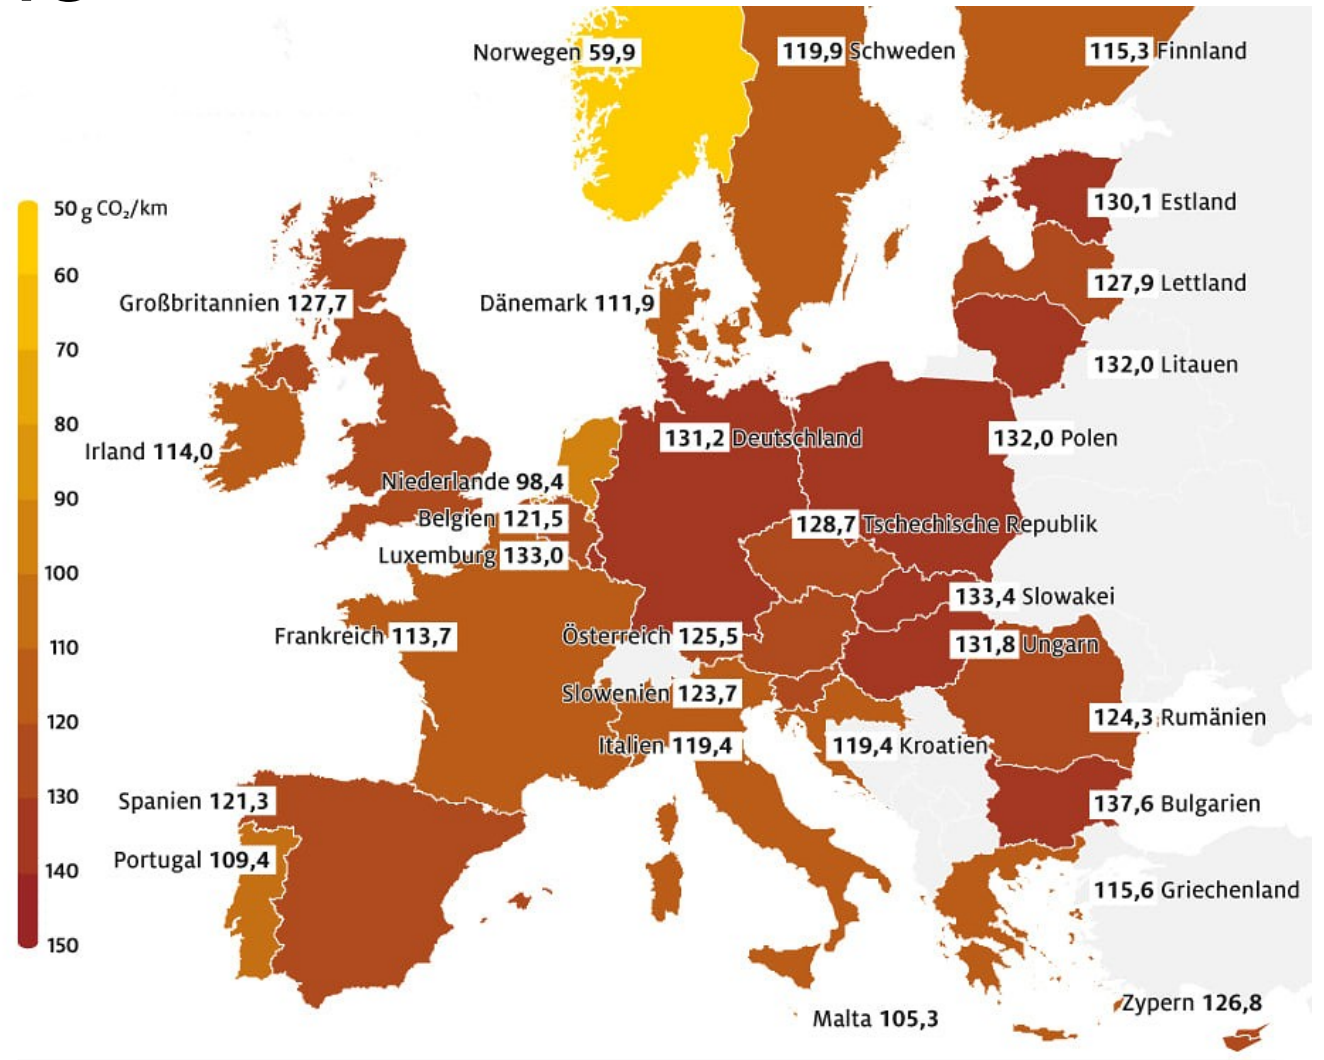 Norwegen 59,9
119,9 Schweden
115,3 Finnland
130,1 Estland
50 g CO₂/km
60
127,9 Lettland
Großbritannien 127,7
Dänemark 111,9
70
132,0 Litauen
80
131,2 Deutschland
132,0 Polen
Irland 114,0
Niederlande 98,4
90
Belgien 121,5
128,7 Tschechische Republik
Luxemburg 133,0
100
133,4 Slowakei
Frankreich 113,7
Österreich 125,5
131,8 Ungarn
110
Slowenien 123,7
120
124,3 Rumänien
Italien 119,4
119,4 Kroatien
130
Spanien 121,3
137,6 Bulgarien
Portugal 109,4
140
115,6 Griechenland
150
Zypern 126,8
Malta 105,3